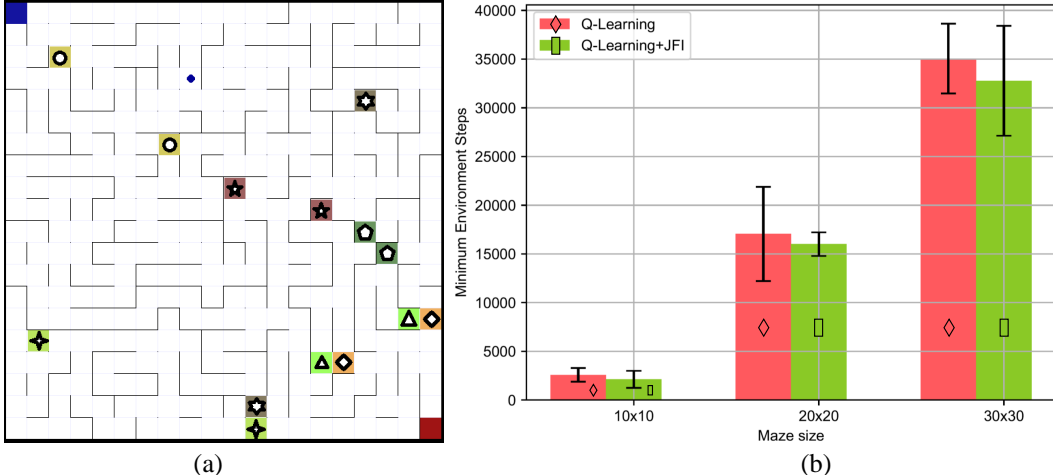 40000
35000
30000
25000
20000
15000
10000
5000
0
Minimum Environment Steps
Q-Learning
Q-Learning+JFI
10x10
20x20
30x30
Maze size
(a)
(b)